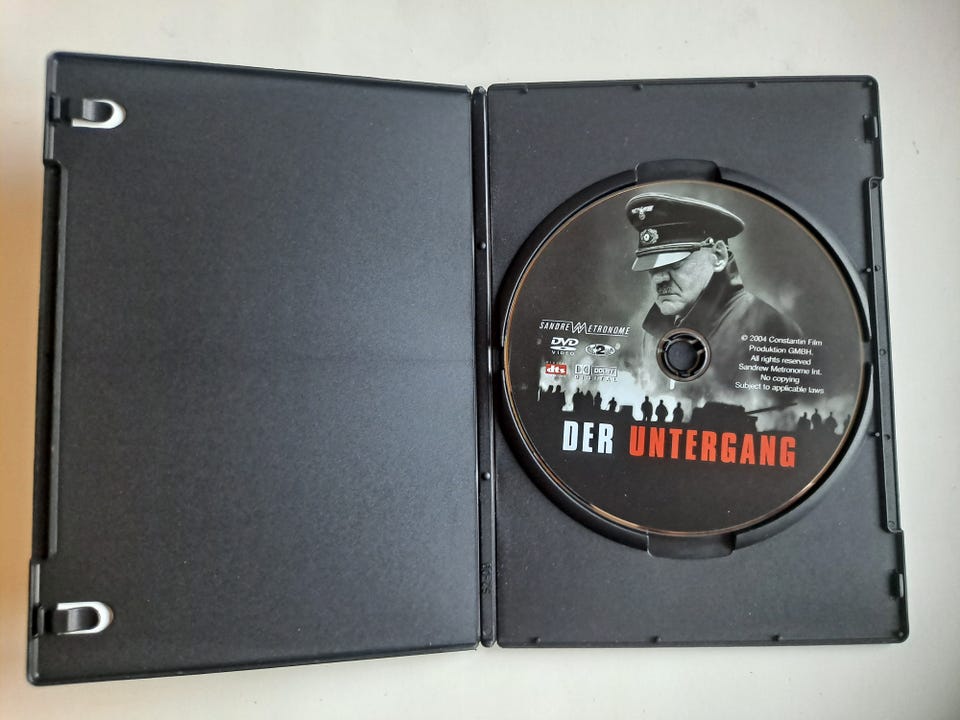 SANDREW METRONOME
DVD
VIDEO
2
dts
DOLBY
DIGITAL
© 2004 Constantin Film
Produktion GMBH.
All rights reserved
Sandrew Metronome Int.
No copying
Subject to applicable laws
DER UNTERGANG